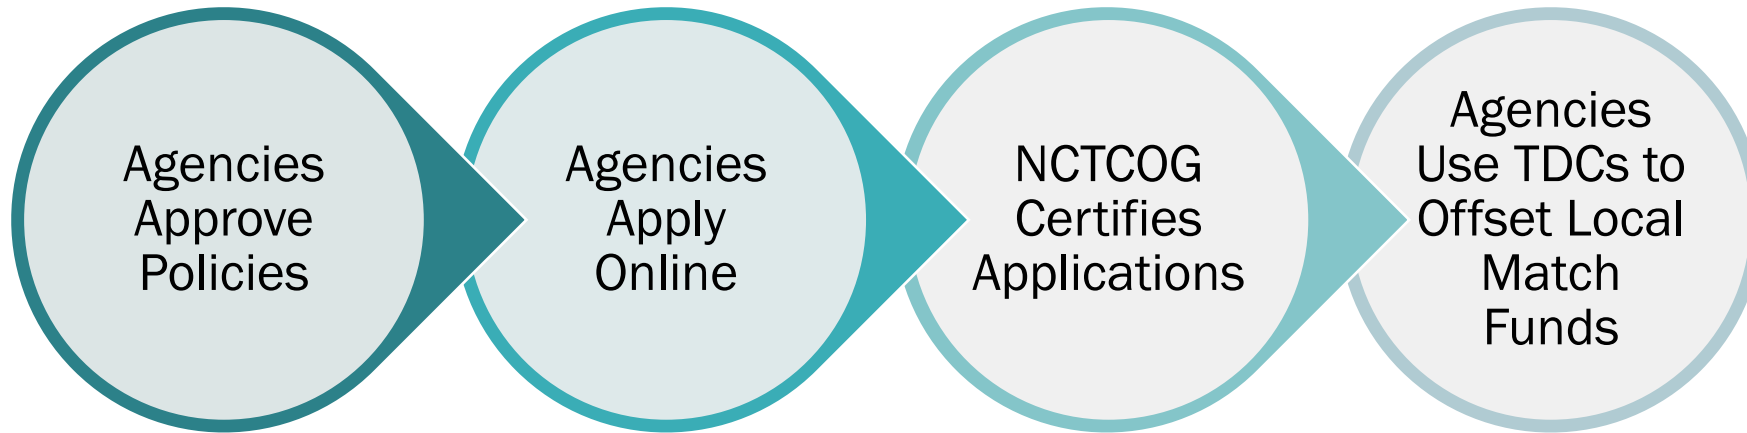 Agencies
Approve
Policies
Agencies
Apply
Online
NCTCOG
Certifies
Applications
Agencies
Use TDCs to
Offset Local
Match
Funds